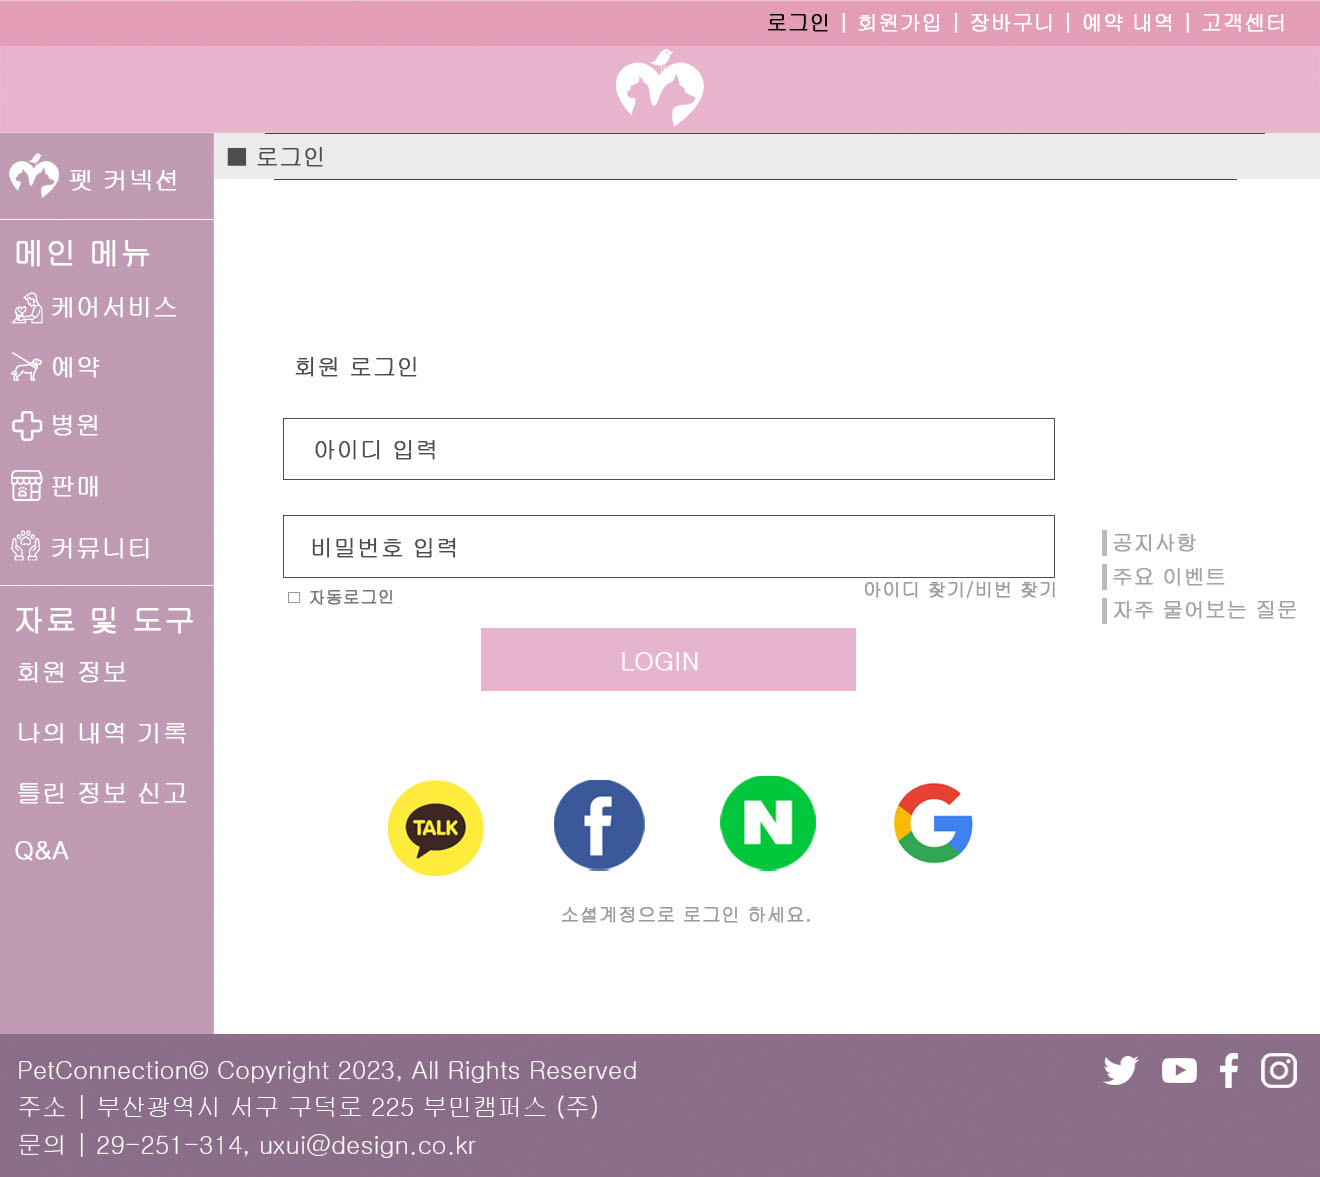 로그인 | 회원가입 | 장바구니 | 예약 내역 | 고객센터
펫 커넥션
■ 로그인
메인 메뉴
케어서비스
예약
병원
판매
커뮤니티
자료 및 도구
회원 정보
나의 내역 기록
틀린 정보 신고
Q&A
회원 로그인
아이디 입력
비밀번호 입력
□ 자동로그인
아이디 찾기/비번 찾기
LOGIN
공지사항
주요 이벤트
자주 물어보는 질문
TALK
f
N
G
소셜계정으로 로그인 하세요.
PetConnection© Copyright 2023, All Rights Reserved
주소 | 부산광역시 서구 구덕로 225 부민캠퍼스 (주)
문의 | 29-251-314, uxui@design.co.kr